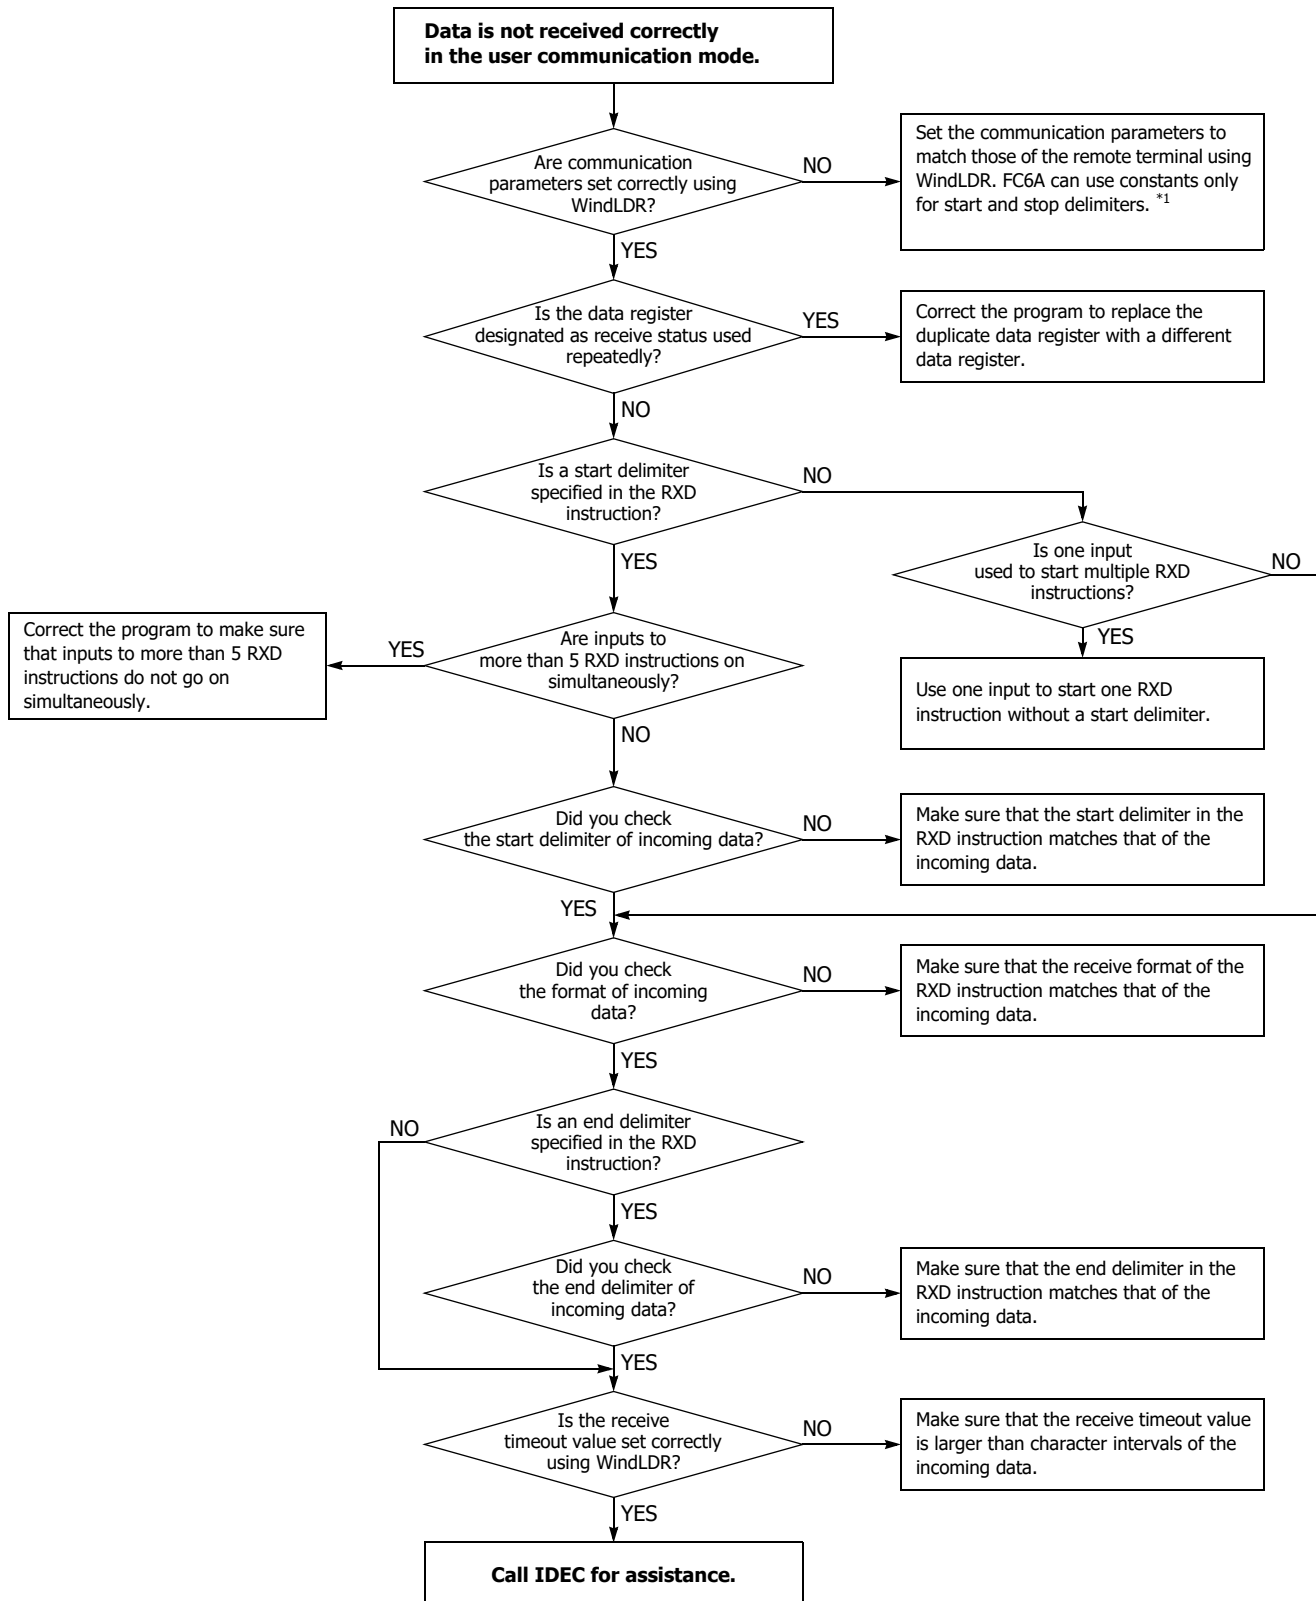 Data is not received correctly
in the user communication mode.
Are communication
parameters set correctly using
WindLDR?
NO
Set the communication parameters to
match those of the remote terminal using
WindLDR. FC6A can use constants only
for start and stop delimiters. *1
YES
Is the data register
designated as receive status used
repeatedly?
YES
Correct the program to replace the
duplicate data register with a different
data register.
NO
Is a start delimiter
specified in the RXD
instruction?
NO
Is one input
used to start multiple RXD
instructions?
NO
YES
Use one input to start one RXD
instruction without a start delimiter.
YES
Are inputs to
more than 5 RXD instructions on
simultaneously?
YES
Correct the program to make sure
that inputs to more than 5 RXD
instructions do not go on
simultaneously.
NO
Did you check
the start delimiter of incoming data?
NO
Make sure that the start delimiter in the
RXD instruction matches that of the
incoming data.
YES
Did you check
the format of incoming
data?
NO
Make sure that the receive format of the
RXD instruction matches that of the
incoming data.
YES
Is an end delimiter
specified in the RXD
instruction?
NO
YES
Did you check
the end delimiter of
incoming data?
NO
Make sure that the end delimiter in the
RXD instruction matches that of the
incoming data.
YES
Is the receive
timeout value set correctly
using WindLDR?
NO
Make sure that the receive timeout value
is larger than character intervals of the
incoming data.
YES
Call IDEC for assistance.